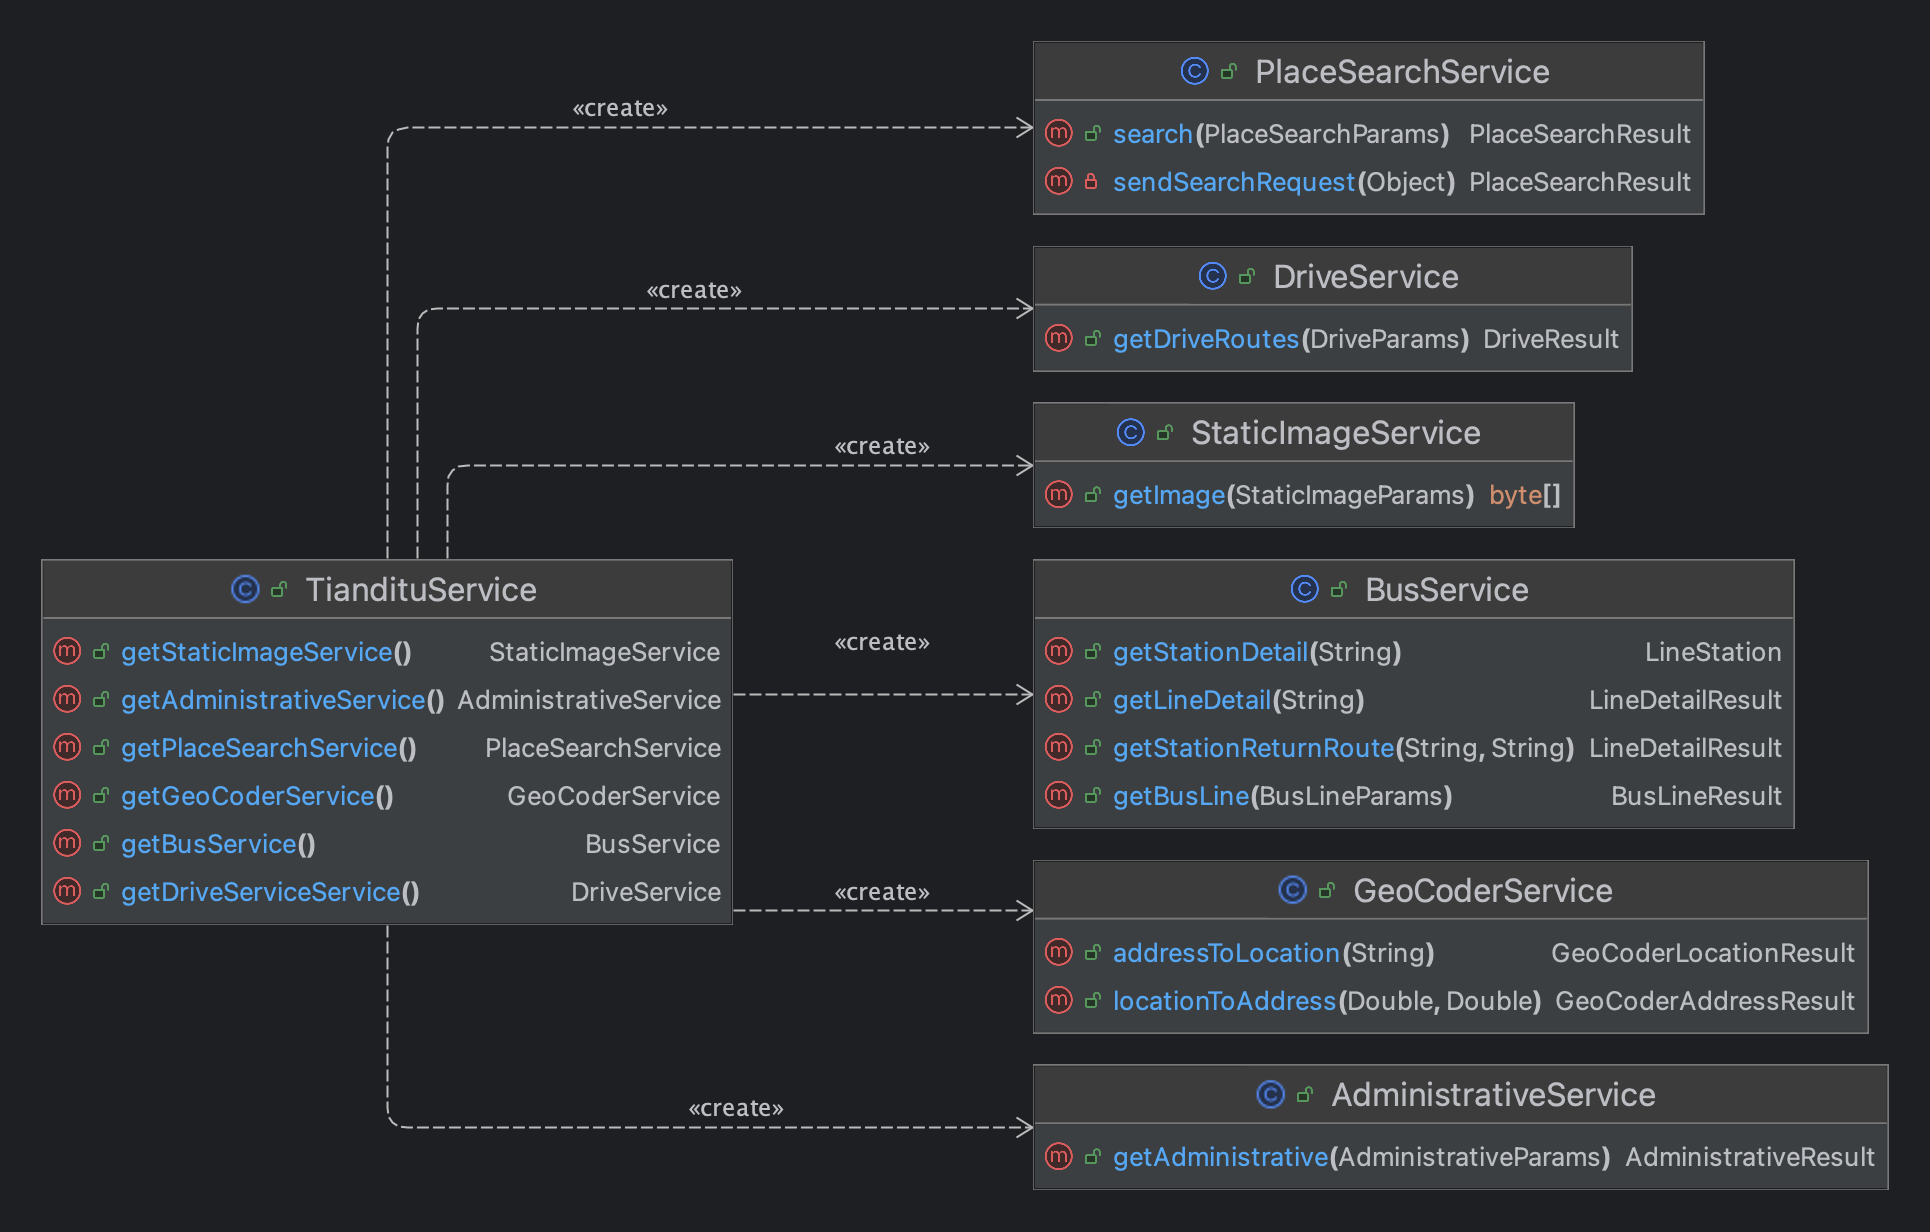 «create»
PlaceSearchService
search(PlaceSearchParams) PlaceSearchResult
sendSearchRequest(Object) PlaceSearchResult
«create»
DriveService
getDriveRoutes(DriveParams) DriveResult
«create»
StaticImageService
getImage(StaticImageParams) byte[]
TiandituService
getStaticImageService() StaticImageService
getAdministrativeService() AdministrativeService
getPlaceSearchService() PlaceSearchService
getGeoCoderService() GeoCoderService
getBusService() BusService
getDriveServiceService() DriveService
«create»
BusService
getStationDetail(String) LineStation
getLineDetail(String) LineDetailResult
getStationReturnRoute(String, String) LineDetailResult
getBusLine(BusLineParams) BusLineResult
«create»
GeoCoderService
addressToLocation(String) GeoCoderLocationResult
locationToAddress(Double, Double) GeoCoderAddressResult
«create»
AdministrativeService
getAdministrative(AdministrativeParams) AdministrativeResult